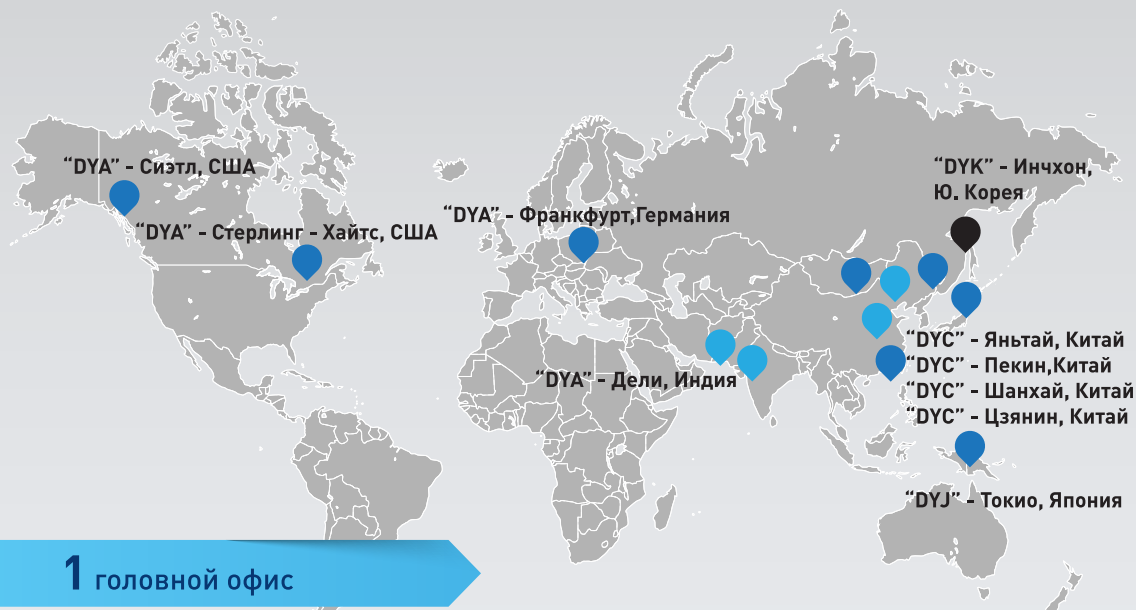 “DYA” - Сиэтл, США
“DYK” - Инчхон,
Ю. Корея
“DYA” - Франкфурт,Германия
“DYA” - Стерлинг - Хайтс, США
“DYC” - Яньтай, Китай
“DYC” - Пекин,Китай
“DYA” - Дели, Индия
“DYC” - Шанхай, Китай
“DYC” - Цзянин, Китай
“DYJ” - Токио, Япония
1 головной офис